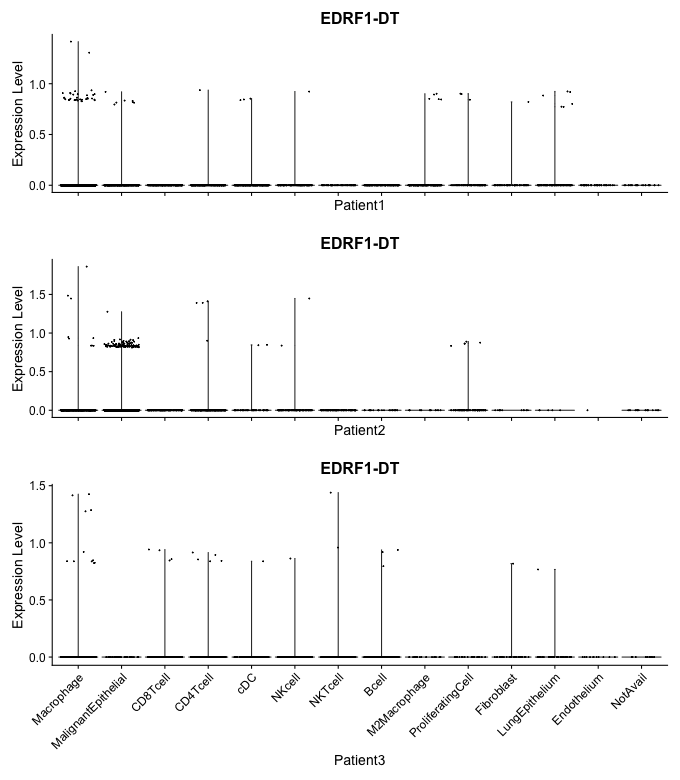 EDRF1-DT
Expression Level
1.0
0.5
0.0
Patient1
EDRF1-DT
Expression Level
1.5
1.0
0.5
0.0
Patient2
EDRF1-DT
Expression Level
1.5
1.0
0.5
0.0
Macrophage
MalignantEpithelial
CD8Tcell
CD4Tcell
cDC
NKcell
NKTcell
Bcell
M2Macrophage
ProliferatingCell
Fibroblast
LungEpithelium
Endothelium
NotAvail
Patient3